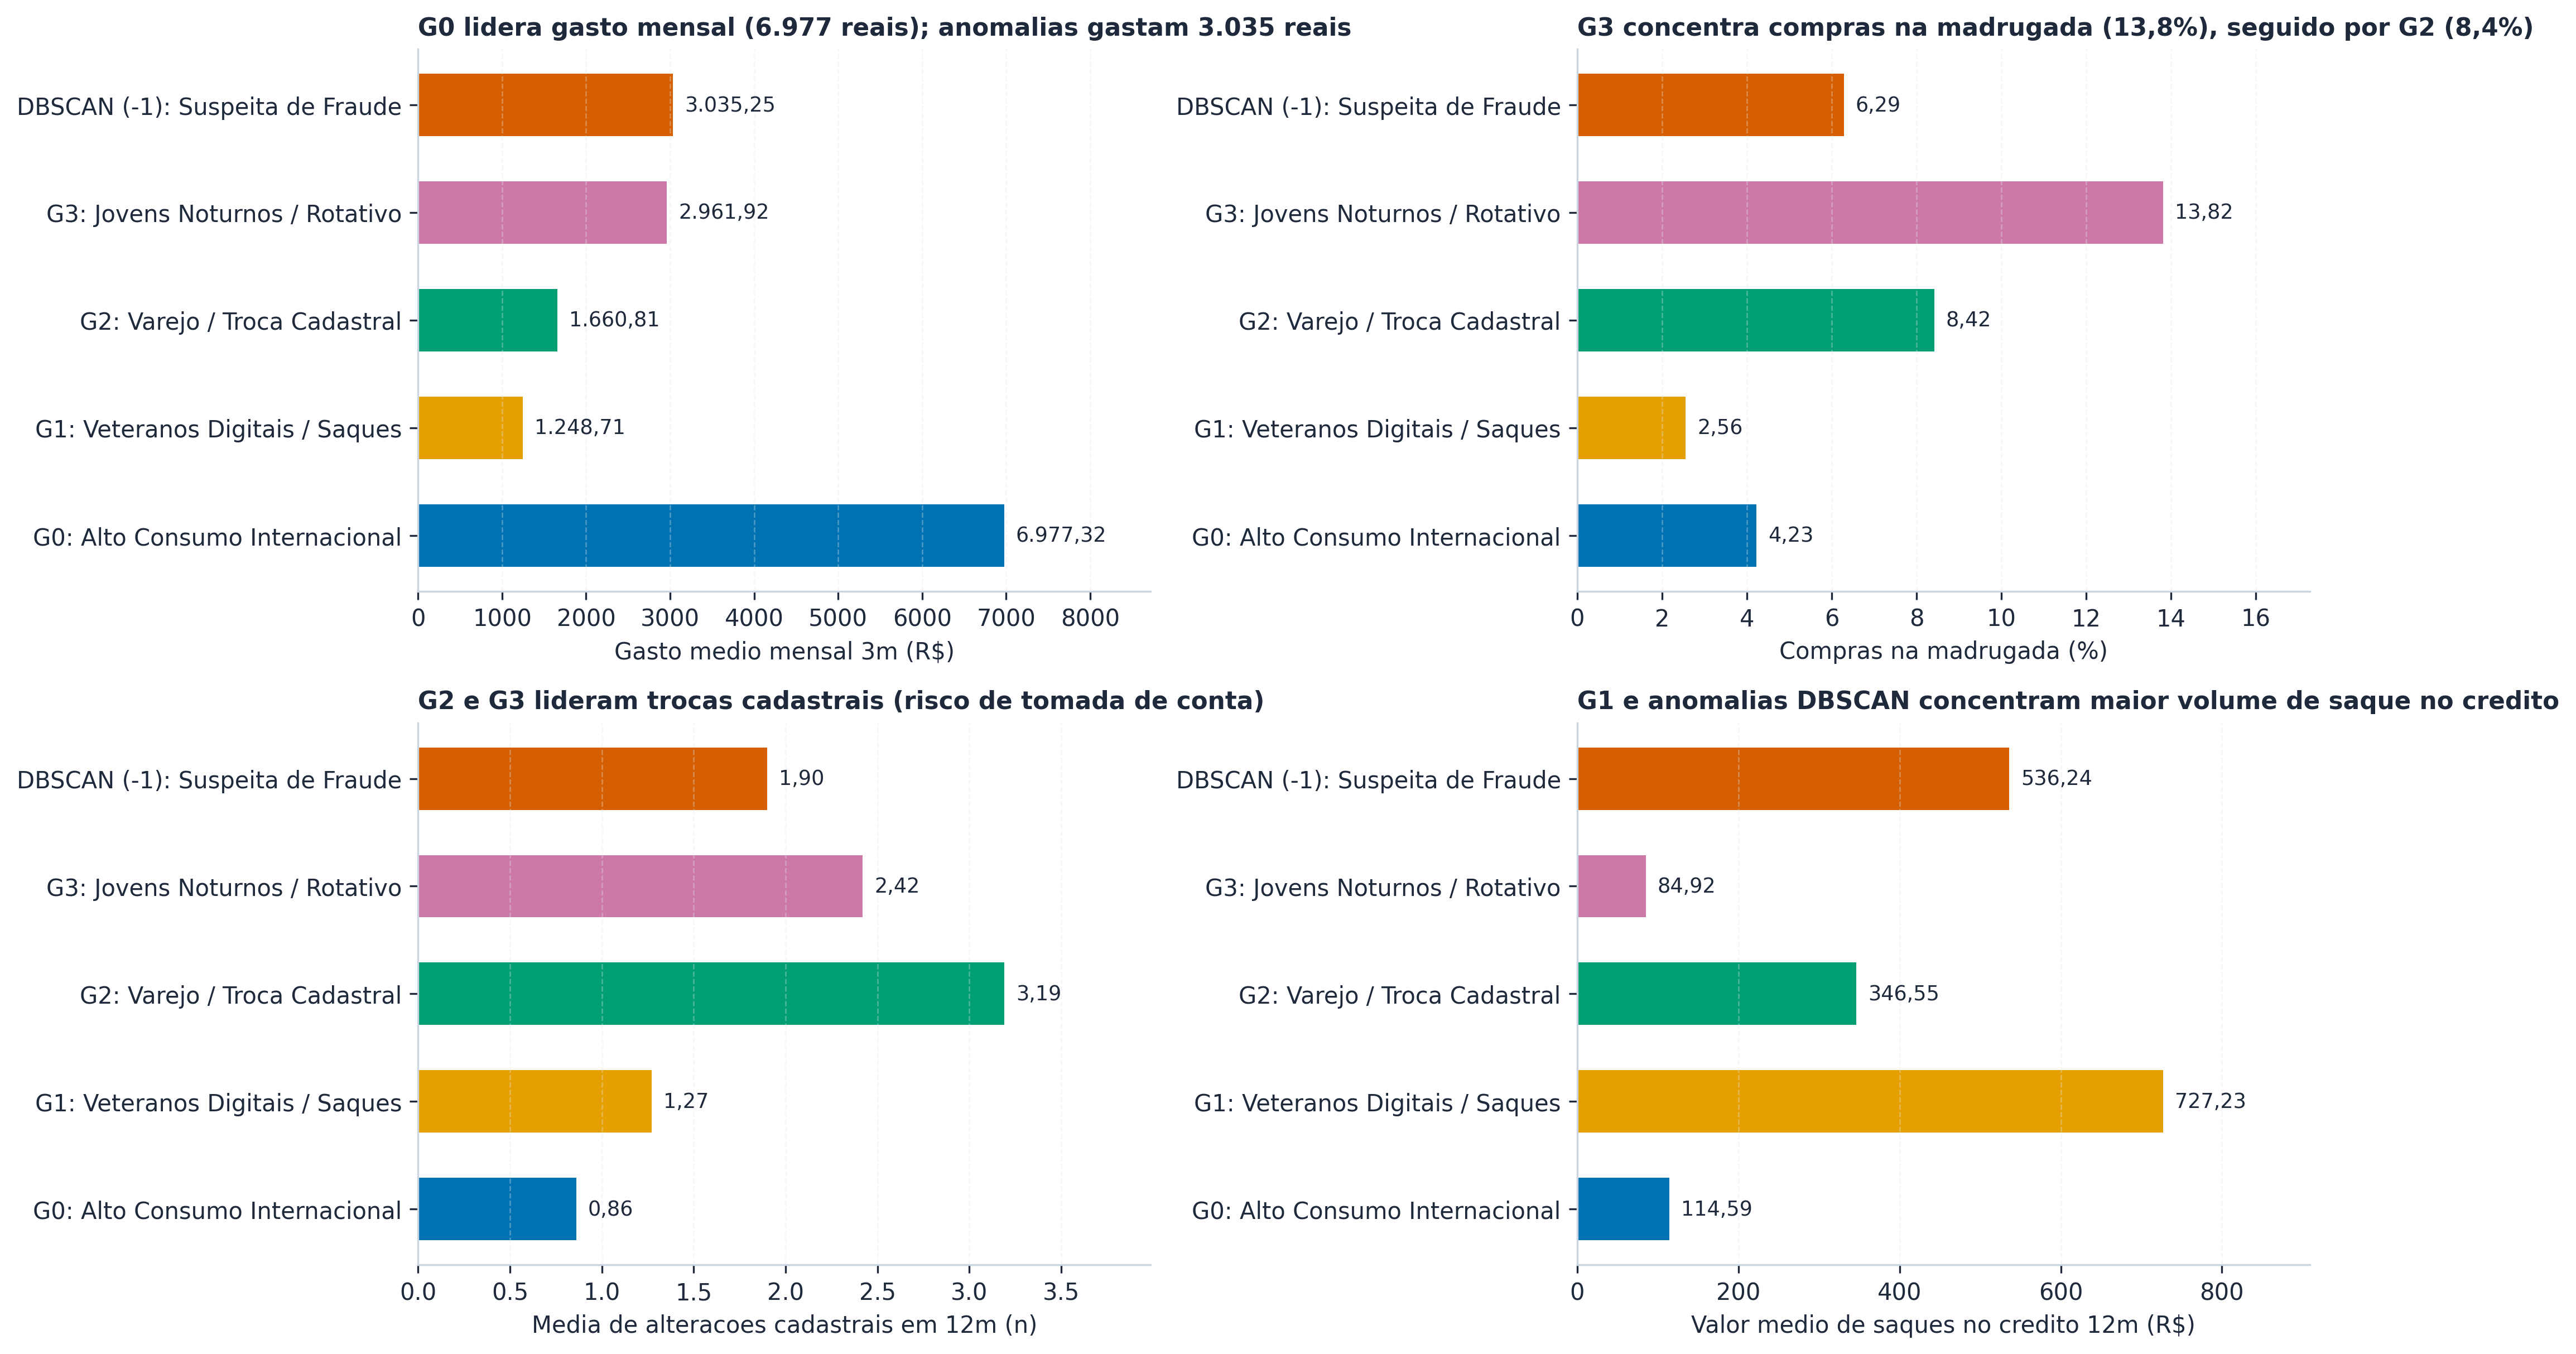 G0 lidera gasto mensal (6.977 reais); anomalias gastam 3.035 reais
DBSCAN (-1): Suspeita de Fraude
3.035,25
G3: Jovens Noturnos / Rotativo
2.961,92
G2: Varejo / Troca Cadastral
1.660,81
G1: Veteranos Digitais / Saques
1.248,71
G0: Alto Consumo Internacional
6.977,32
0 1000 2000 3000 4000 5000 6000 7000 8000
Gasto medio mensal 3m (R$)
G3 concentra compras na madrugada (13,8%), seguido por G2 (8,4%)
DBSCAN (-1): Suspeita de Fraude
6,29
G3: Jovens Noturnos / Rotativo
13,82
G2: Varejo / Troca Cadastral
8,42
G1: Veteranos Digitais / Saques
2,56
G0: Alto Consumo Internacional
4,23
0 2 4 6 8 10 12 14 16
Compras na madrugada (%)
G2 e G3 lideram trocas cadastrais (risco de tomada de conta)
DBSCAN (-1): Suspeita de Fraude
1,90
G3: Jovens Noturnos / Rotativo
2,42
G2: Varejo / Troca Cadastral
3,19
G1: Veteranos Digitais / Saques
1,27
G0: Alto Consumo Internacional
0,86
0.0 0.5 1.0 1.5 2.0 2.5 3.0 3.5
Media de alteracoes cadastrais em 12m (n)
G1 e anomalias DBSCAN concentram maior volume de saque no credito
DBSCAN (-1): Suspeita de Fraude
536,24
G3: Jovens Noturnos / Rotativo
84,92
G2: Varejo / Troca Cadastral
346,55
G1: Veteranos Digitais / Saques
727,23
G0: Alto Consumo Internacional
114,59
0 200 400 600 800
Valor medio de saques no credito 12m (R$)